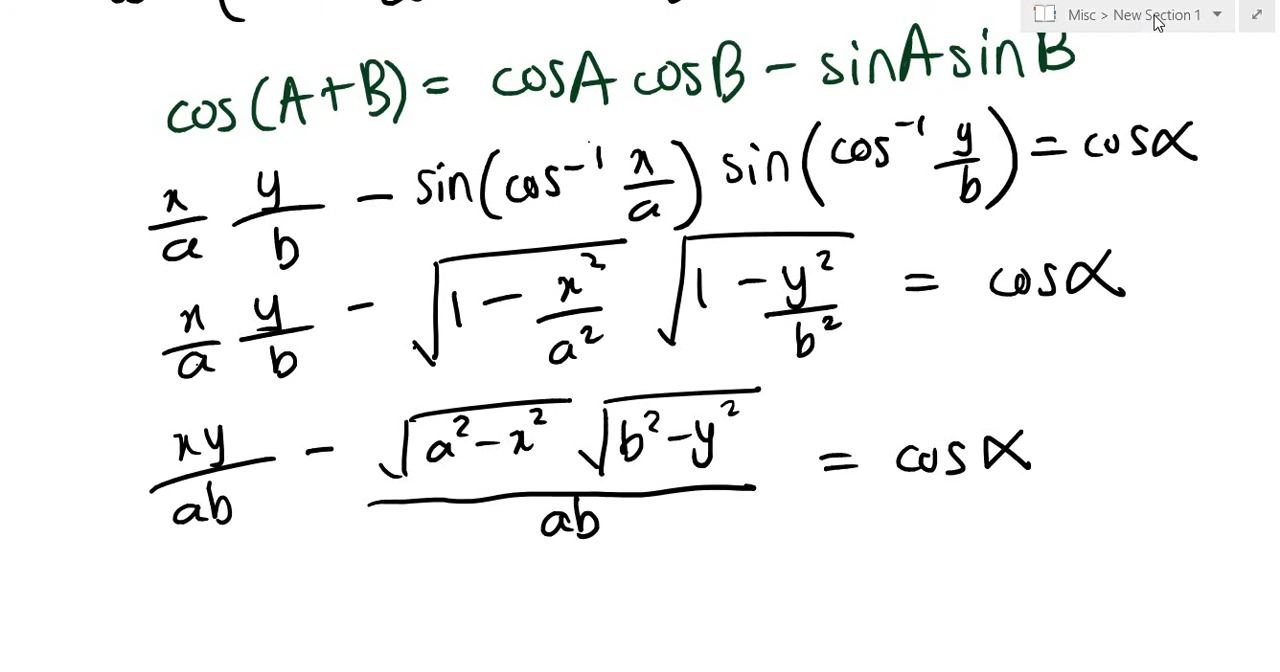 Misc > New Section 1
cos(A+B) = cosA cosB - sinA sinB
x/a y/b - sin(cos⁻¹ x/a) sin(cos⁻¹ y/b) = cosα
x/a y/b - √(1 - x²/a²) √(1 - y²/b²) = cosα
xy/ab - √(a²-x²) √(b²-y²)/ab = cosα